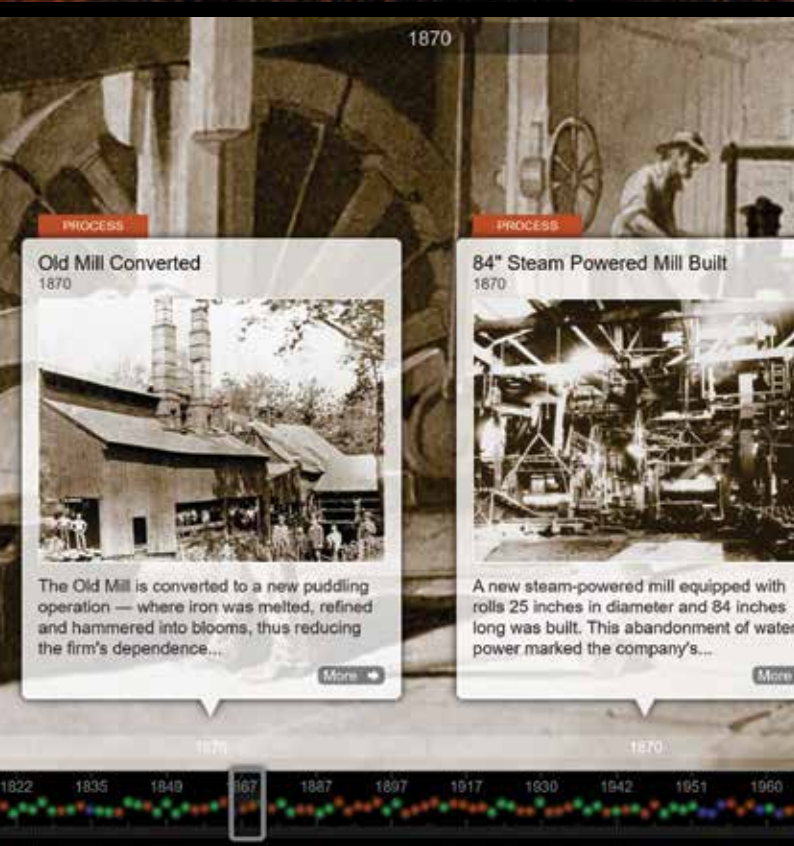 1870
PROCESS
Old Mill Converted
1870
The Old Mill is converted to a new puddling
operation — where iron was melted, refined
and hammered into blooms, thus reducing
the firm's dependence...
More
1870
PROCESS
84" Steam Powered Mill Built
1870
A new steam-powered mill equipped with
rolls 25 inches in diameter and 84 inches
long was built. This abandonment of water
power marked the company's...
More
1870
1822 1835 1849 1867 1887 1897 1917 1930 1942 1951 1960